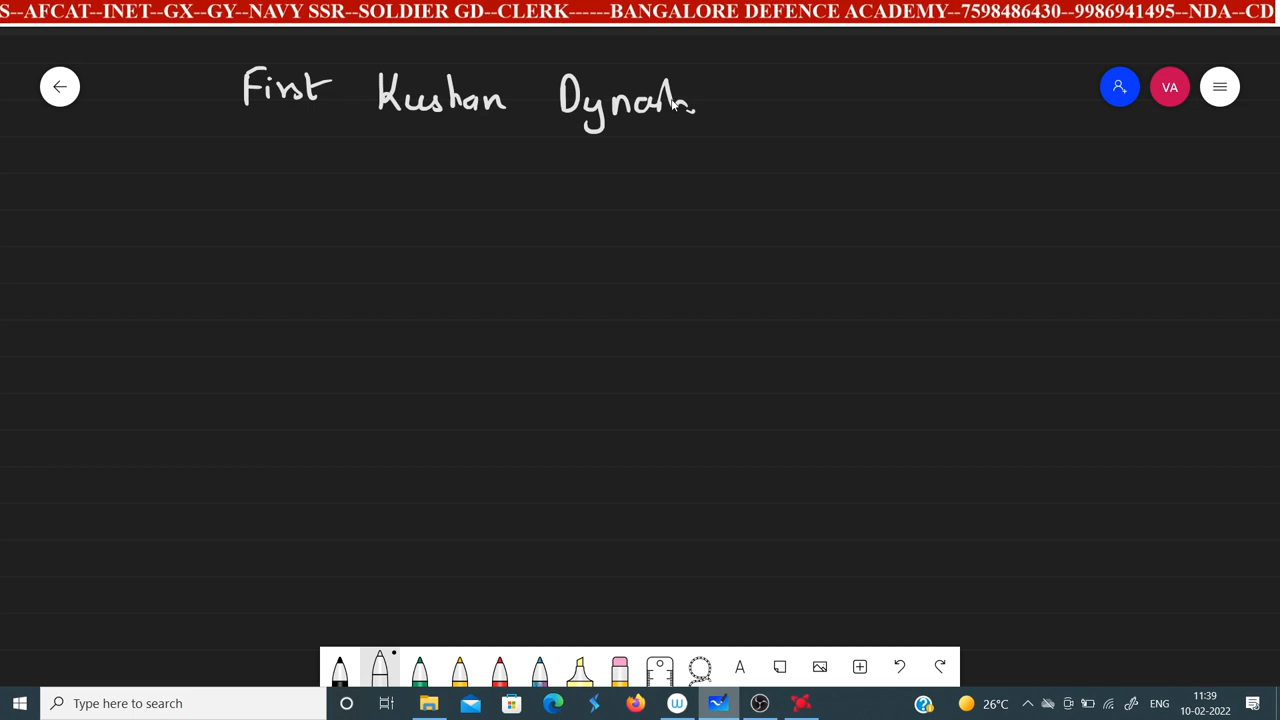 S--AFCAT--INET--GX--GY--NAVY SSR--SOLDIER GD--CLERK------BANGALORE DEFENCE ACADEMY--7598486430--9986941495--NDA--CD
First Kushan
VA
A
Type here to search
W
26°C
ENG
11:39
10-02-2022